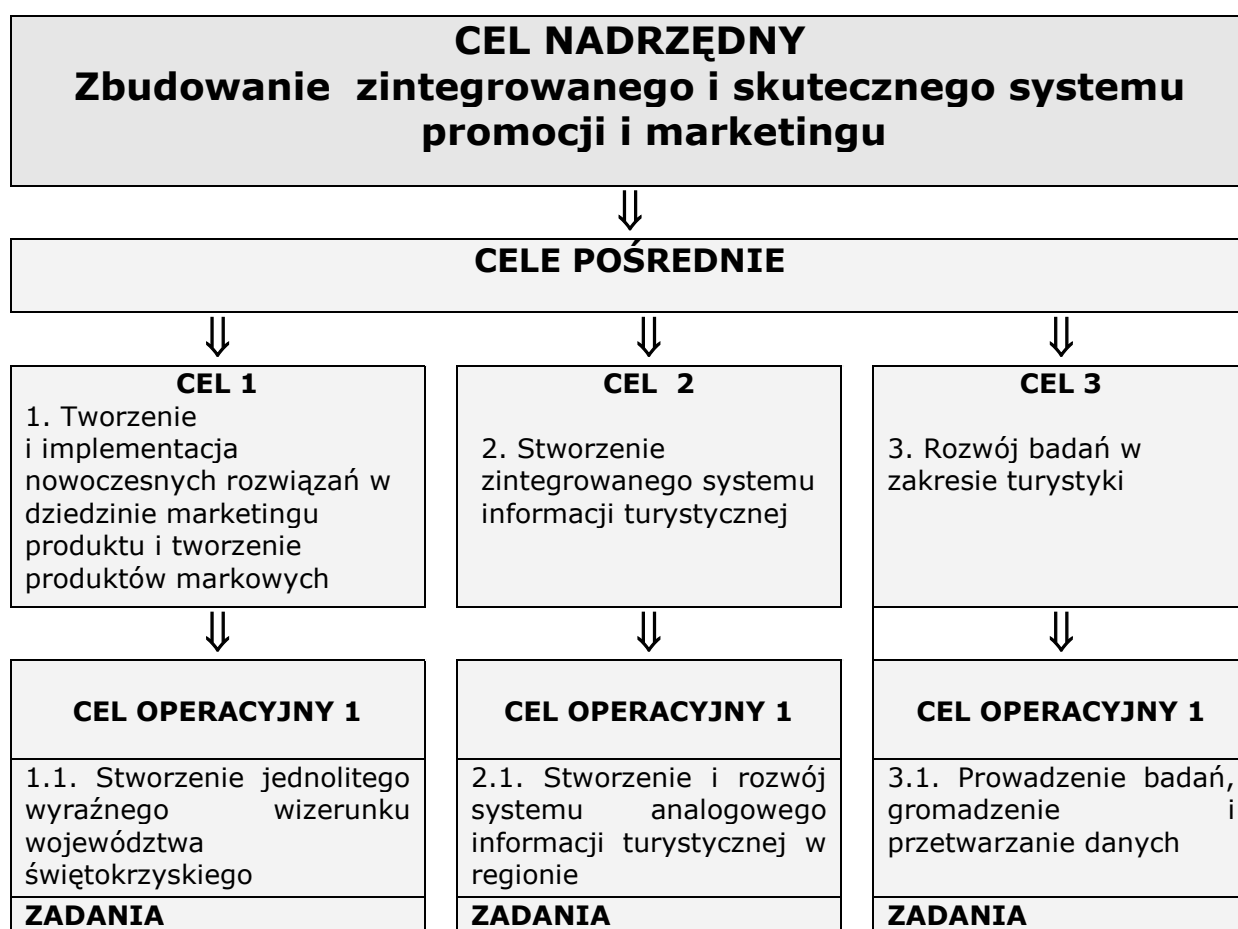 CEL NADRZĘDNY
Zbudowanie zintegrowanego i skutecznego systemu
promocji i marketingu
⇓
CELE POŚREDNIE
⇓ ⇓ ⇓
CEL 1
1. Tworzenie
i implementacja
nowoczesnych rozwiązań w
dziedzinie marketingu
produktu i tworzenie
produktów markowych
CEL 2
2. Stworzenie
zintegrowanego systemu
informacji turystycznej
CEL 3
3. Rozwój badań w
zakresie turystyki
⇓ ⇓ ⇓
CEL OPERACYJNY 1
1.1. Stworzenie jednolitego
wyraźnego wizerunku
województwa
świętokrzyskiego
ZADANIA
CEL OPERACYJNY 1
2.1. Stworzenie i rozwój
systemu analogowego
informacji turystycznej w
regionie
ZADANIA
CEL OPERACYJNY 1
3.1. Prowadzenie badań,
gromadzenie i
przetwarzanie danych
ZADANIA